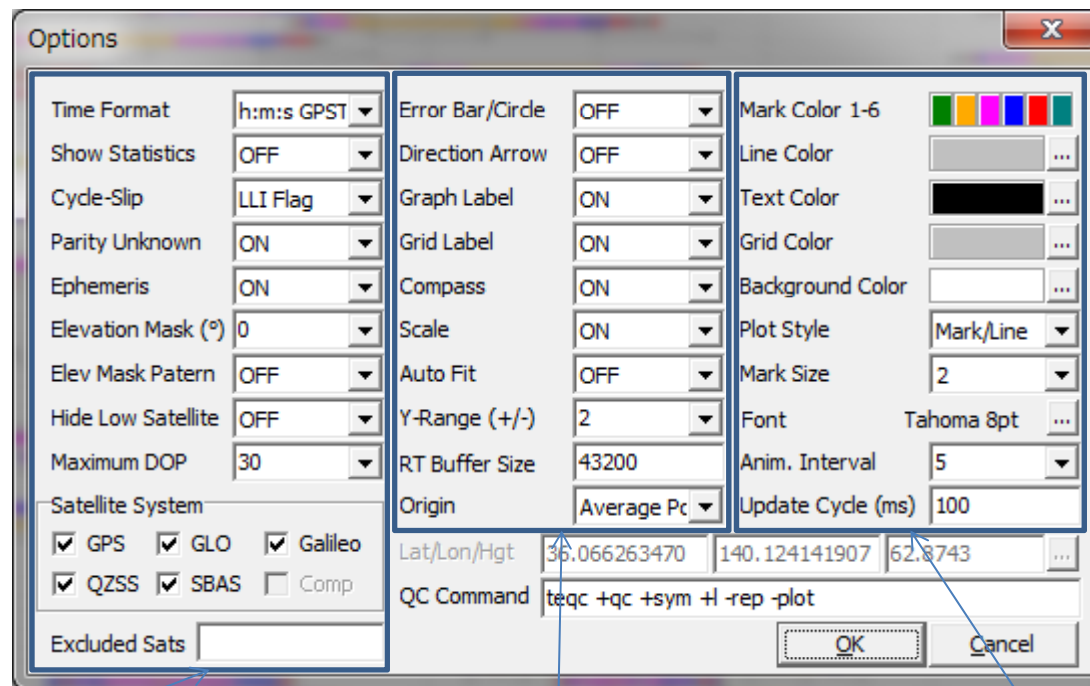 Options
Time Format h:m:s GPST
Show Statistics OFF
Cycle-Slip LLI Flag
Parity Unknown ON
Ephemeris ON
Elevation Mask (°) 0
Elev Mask Patern OFF
Hide Low Satellite OFF
Maximum DOP 30
Satellite System
GPS GLO Galileo
QZSS SBAS Comp
Excluded Sats
Error Bar/Circle OFF
Direction Arrow OFF
Graph Label ON
Grid Label ON
Compass ON
Scale ON
Auto Fit OFF
Y-Range (+/-) 2
RT Buffer Size 43200
Origin Average Po
Mark Color 1-6
Line Color ...
Text Color ...
Grid Color ...
Background Color ...
Plot Style Mark/Line
Mark Size 2
Font Tahoma 8pt ...
Anim. Interval 5
Update Cycle (ms) 100
Lat/Lon/Hgt 36.066263470 140.124141907 62.8743 ...
QC Command teqc +qc +sym +l -rep -plot
OK Cancel